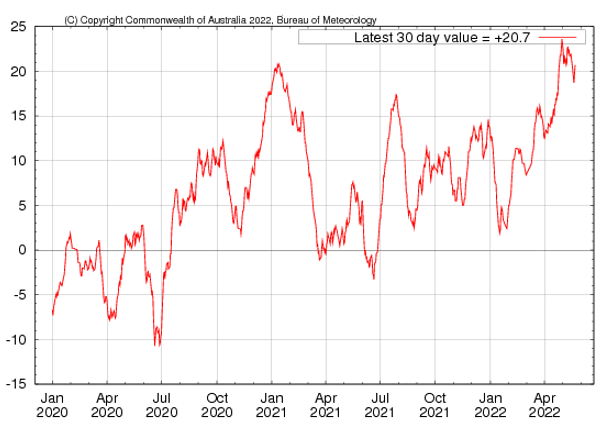 (C) Copyright Commonwealth of Australia 2022, Bureau of Meteorology
Latest 30 day value = +20.7
25
20
15
10
5
0
-5
-10
-15
Jan Apr Jul Oct Jan Apr Jul Oct Jan Apr
2020 2020 2020 2020 2021 2021 2021 2021 2022 2022